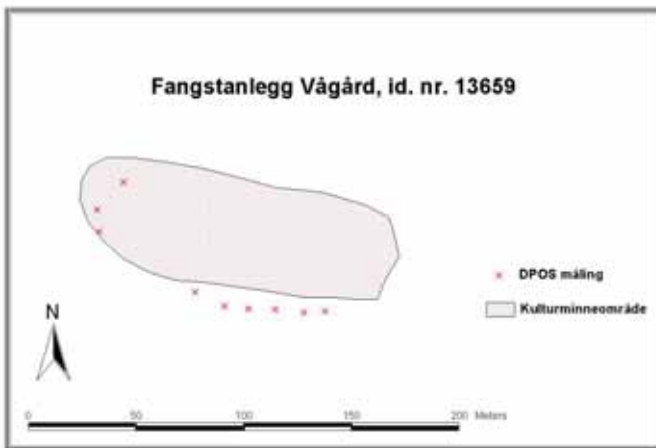 Fangstanlegg Vågård, id. nr. 13659
DPOS måling
Kulturminneområde
N
0 50 100 150 200 Meters